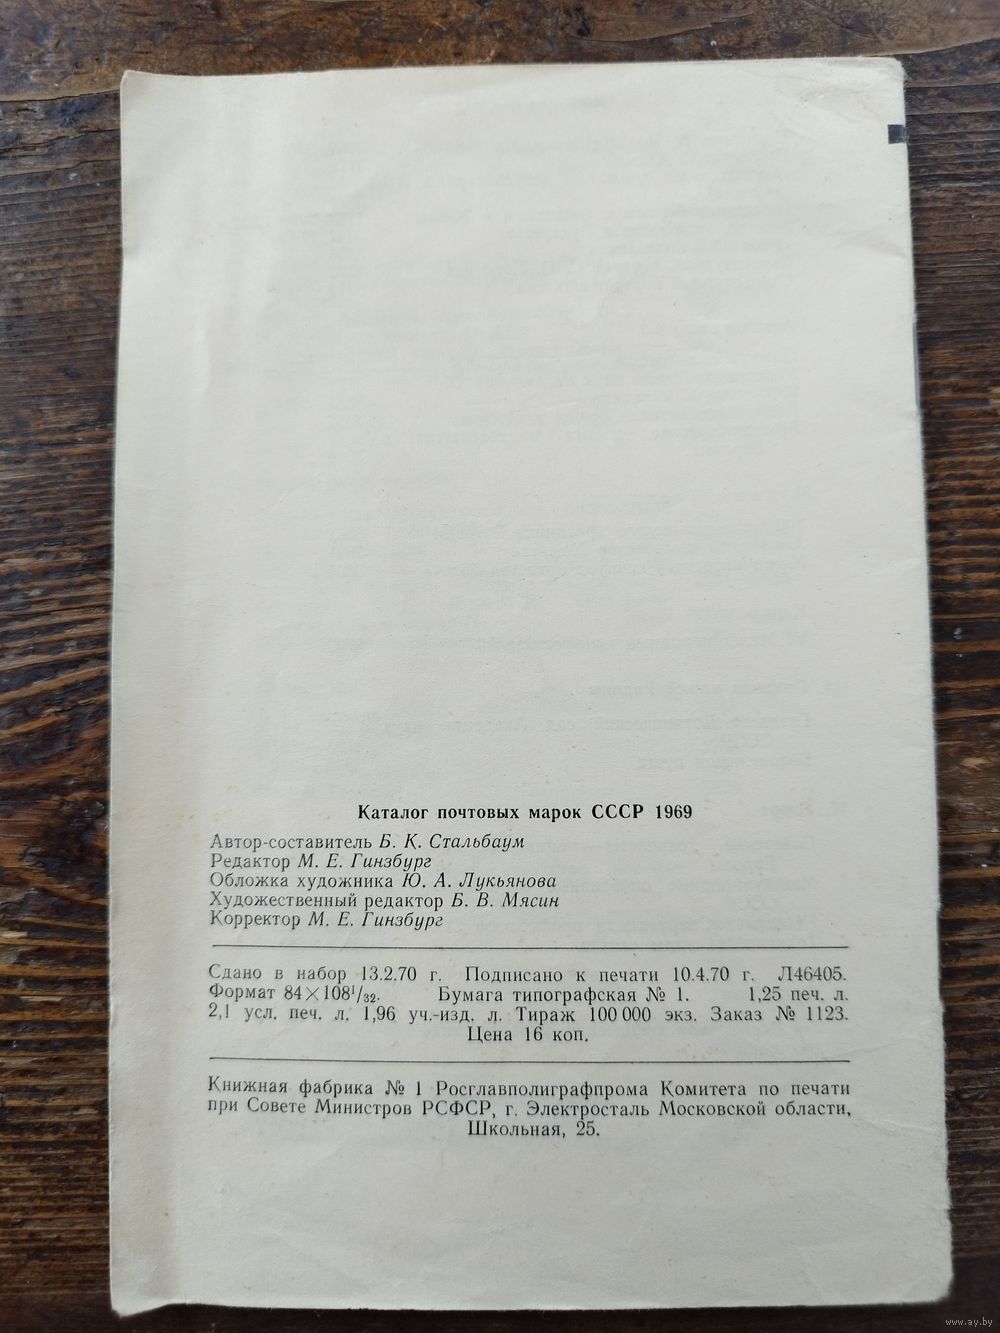 Каталог почтовых марок СССР 1969
Автор-составитель Б. К. Стальбаум
Редактор М. Е. Гинзбург
Обложка художника Ю. А. Лукьянова
Художественный редактор Б. В. Мясин
Корректор М. Е. Гинзбург
Сдано в набор 13.2.70 г. Подписано к печати 10.4.70 г. Л46405.
Формат 84×108¹/₃₂. Бумага типографская № 1. 1,25 печ. л.
2,1 усл. печ. л. 1,96 уч.-изд. л. Тираж 100 000 экз. Заказ № 1123.
Цена 16 коп.
Книжная фабрика № 1 Росглавполиграфпрома Комитета по печати
при Совете Министров РСФСР, г. Электросталь Московской области,
Школьная, 25.
www.ay.by